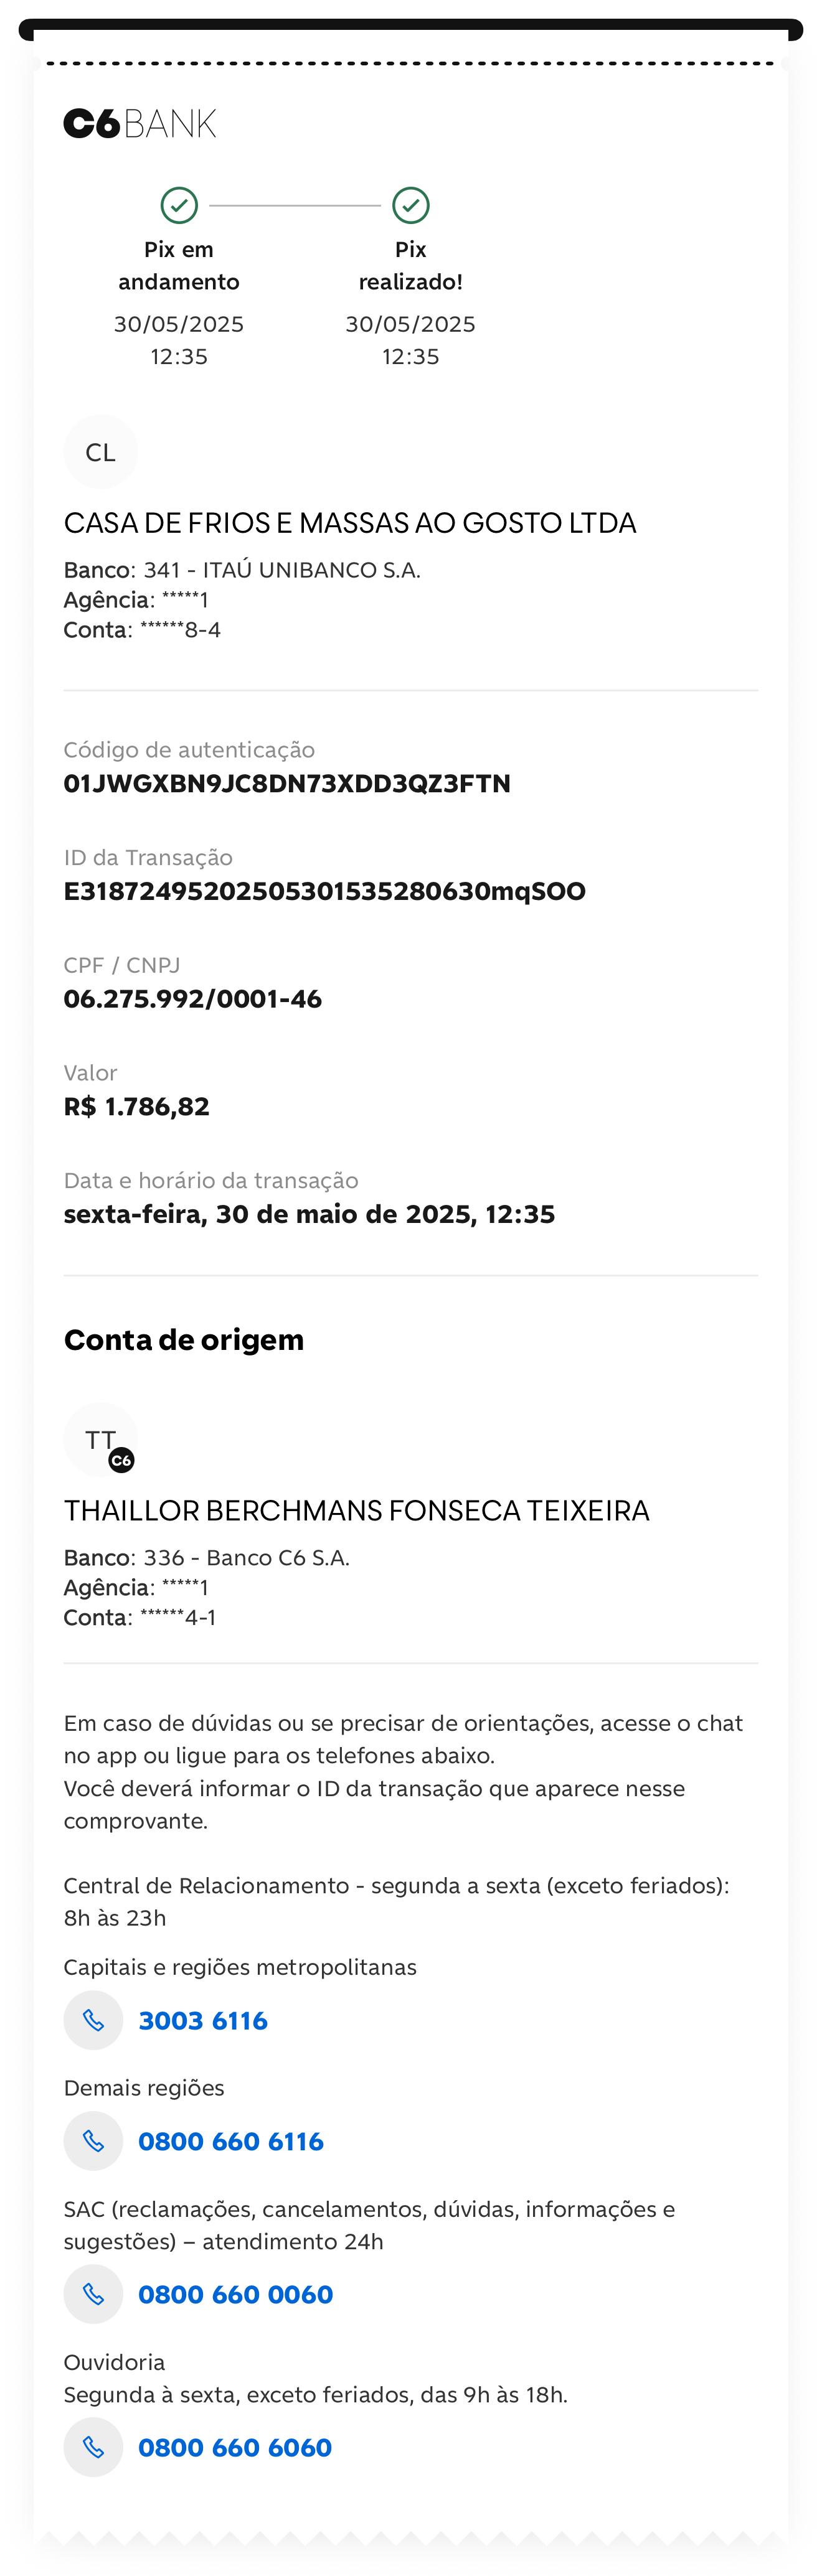 C6BANK
Pix em
andamento
30/05/2025
12:35
Pix
realizado!
30/05/2025
12:35
CL
CASA DE FRIOS E MASSAS AO GOSTO LTDA
Banco: 341 - ITAÚ UNIBANCO S.A.
Agência: *****1
Conta: ******8-4
Código de autenticação
01JWGXBN9JC8DN73XDD3QZ3FTN
ID da Transação
E31872495202505301535280630mqSOO
CPF / CNPJ
06.275.992/0001-46
Valor
R$ 1.786,82
Data e horário da transação
sexta-feira, 30 de maio de 2025, 12:35
Conta de origem
TT
C6
THAILLOR BERCHMANS FONSECA TEIXEIRA
Banco: 336 - Banco C6 S.A.
Agência: *****1
Conta: ******4-1
Em caso de dúvidas ou se precisar de orientações, acesse o chat
no app ou ligue para os telefones abaixo.
Você deverá informar o ID da transação que aparece nesse
comprovante.
Central de Relacionamento - segunda a sexta (exceto feriados):
8h às 23h
Capitais e regiões metropolitanas
3003 6116
Demais regiões
0800 660 6116
SAC (reclamações, cancelamentos, dúvidas, informações e
sugestões) – atendimento 24h
0800 660 0060
Ouvidoria
Segunda à sexta, exceto feriados, das 9h às 18h.
0800 660 6060